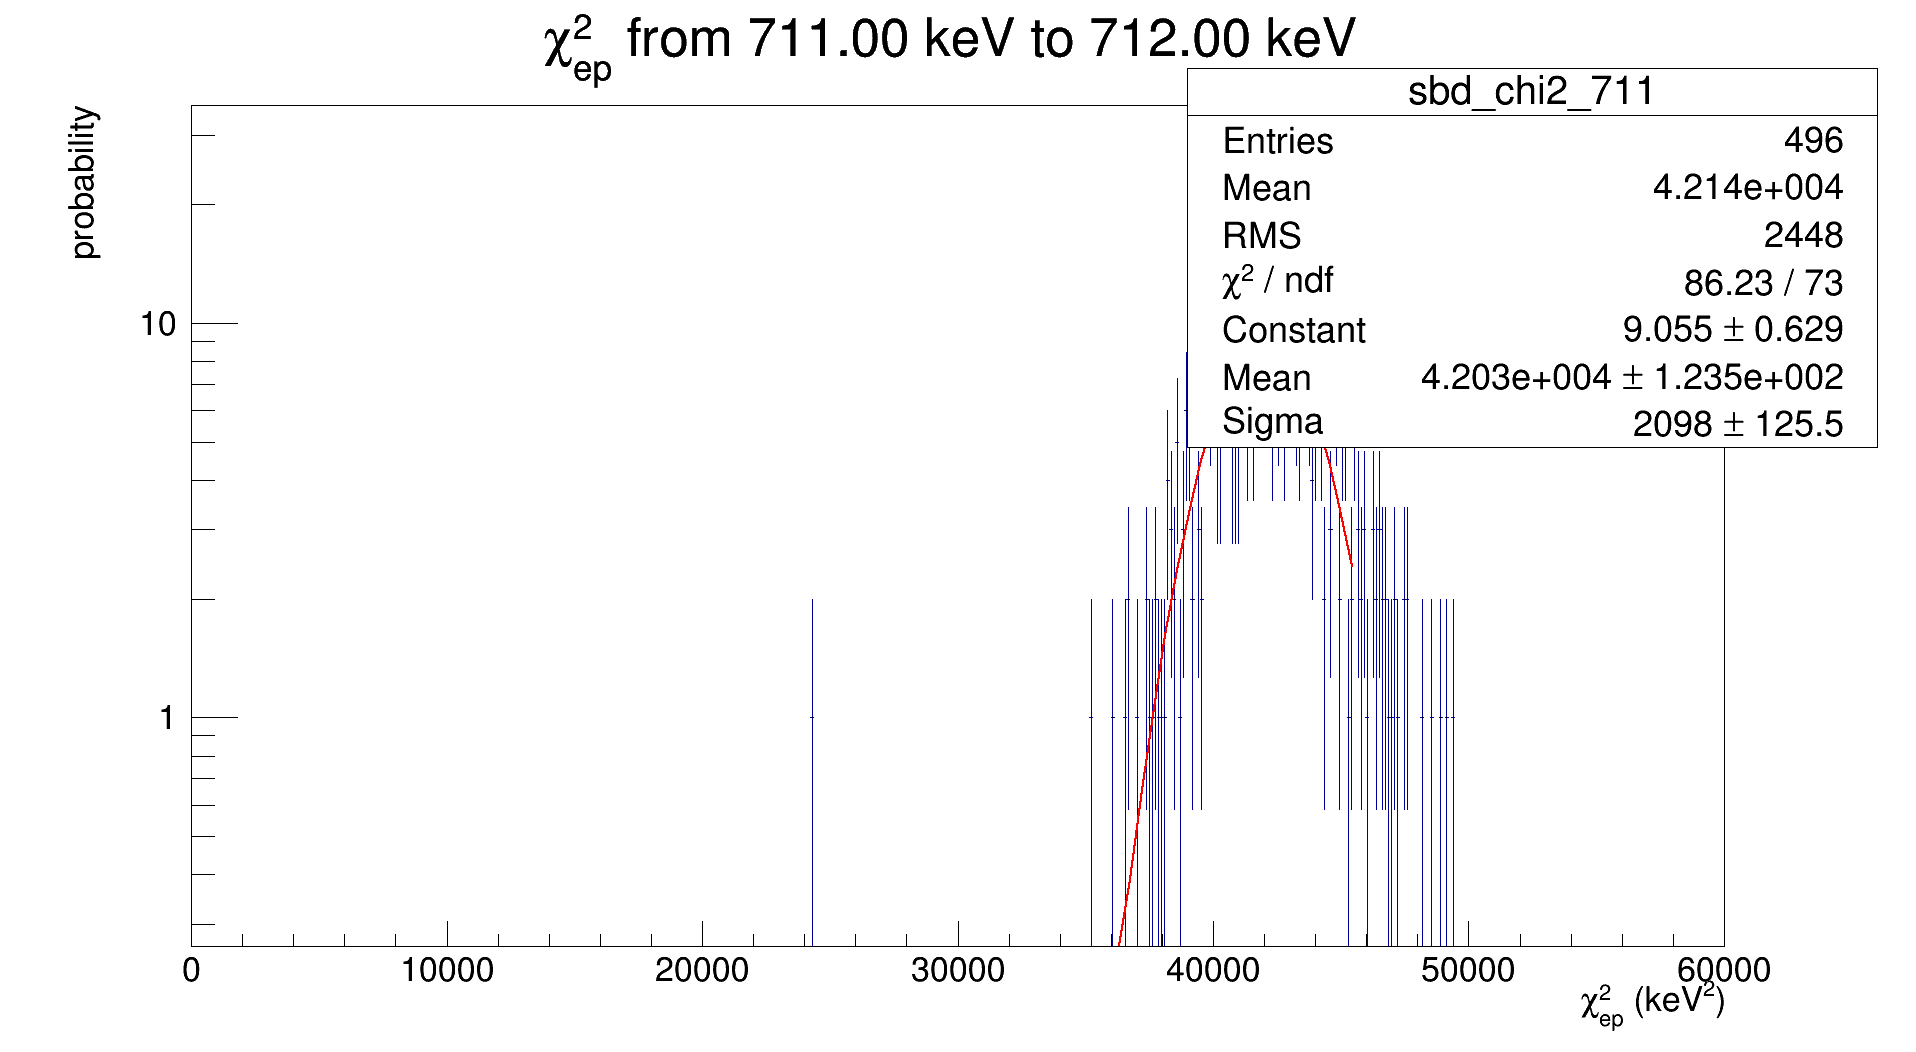 χ²ep from 711.00 keV to 712.00 keV
sbd_chi2_711
Entries 496
Mean 4.214e+004
RMS 2448
χ² / ndf 86.23 / 73
Constant 9.055 ± 0.629
Mean 4.203e+004 ± 1.235e+002
Sigma 2098 ± 125.5
probability
10
1
0 10000 20000 30000 40000 50000 60000
χ²ep (keV²)